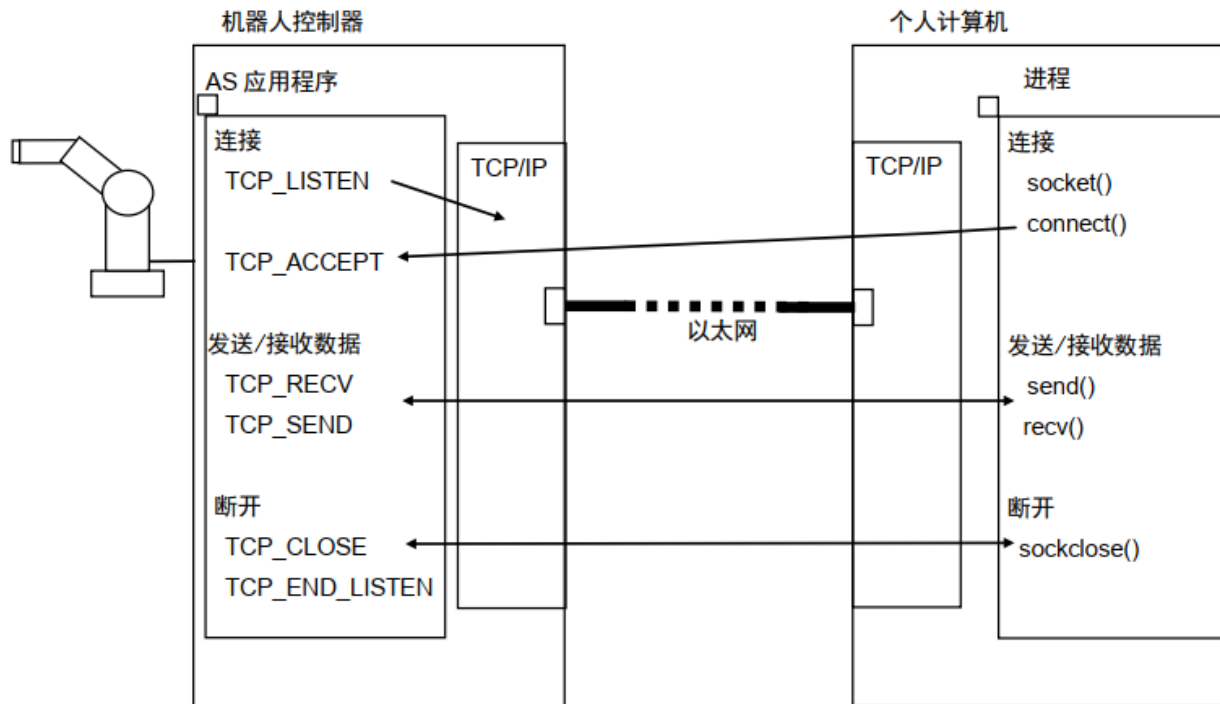 机器人控制器
AS 应用程序
连接
TCP_LISTEN
TCP_ACCEPT
发送/接收数据
TCP_RECV
TCP_SEND
断开
TCP_CLOSE
TCP_END_LISTEN
TCP/IP
以太网
个人计算机
TCP/IP
进程
连接
socket()
connect()
发送/接收数据
send()
recv()
断开
sockclose()